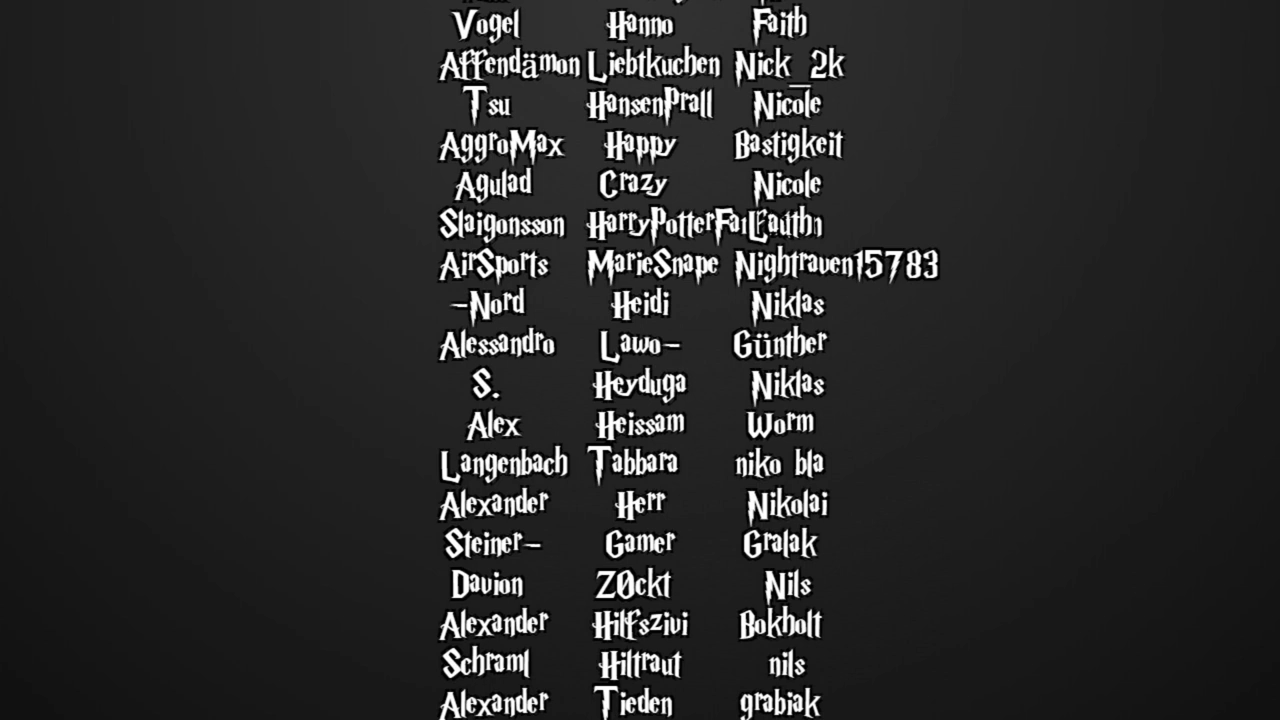 Vogel Hanno Faith
Affendämon Liebtkuchen Nick_2k
Tsu HansenPrall Nicole
AggroMax Happy Bastigkeit
Agulad Crazy Nicole
Slaigonsson
AirSports MarieSnape Nightraven15783
-Nord Heidi Niklas
Alessandro Lawo- Günther
S. Heyduga Niklas
Alex Heissam Worm
Langenbach Tabbara niko bla
Alexander Herr Nikolai
Steiner- Gamer Gralak
Davion Z0ckt Nils
Alexander Hilfszivi Bokholt
Schraml Hiltraut nils
Alexander Tieden grabiak